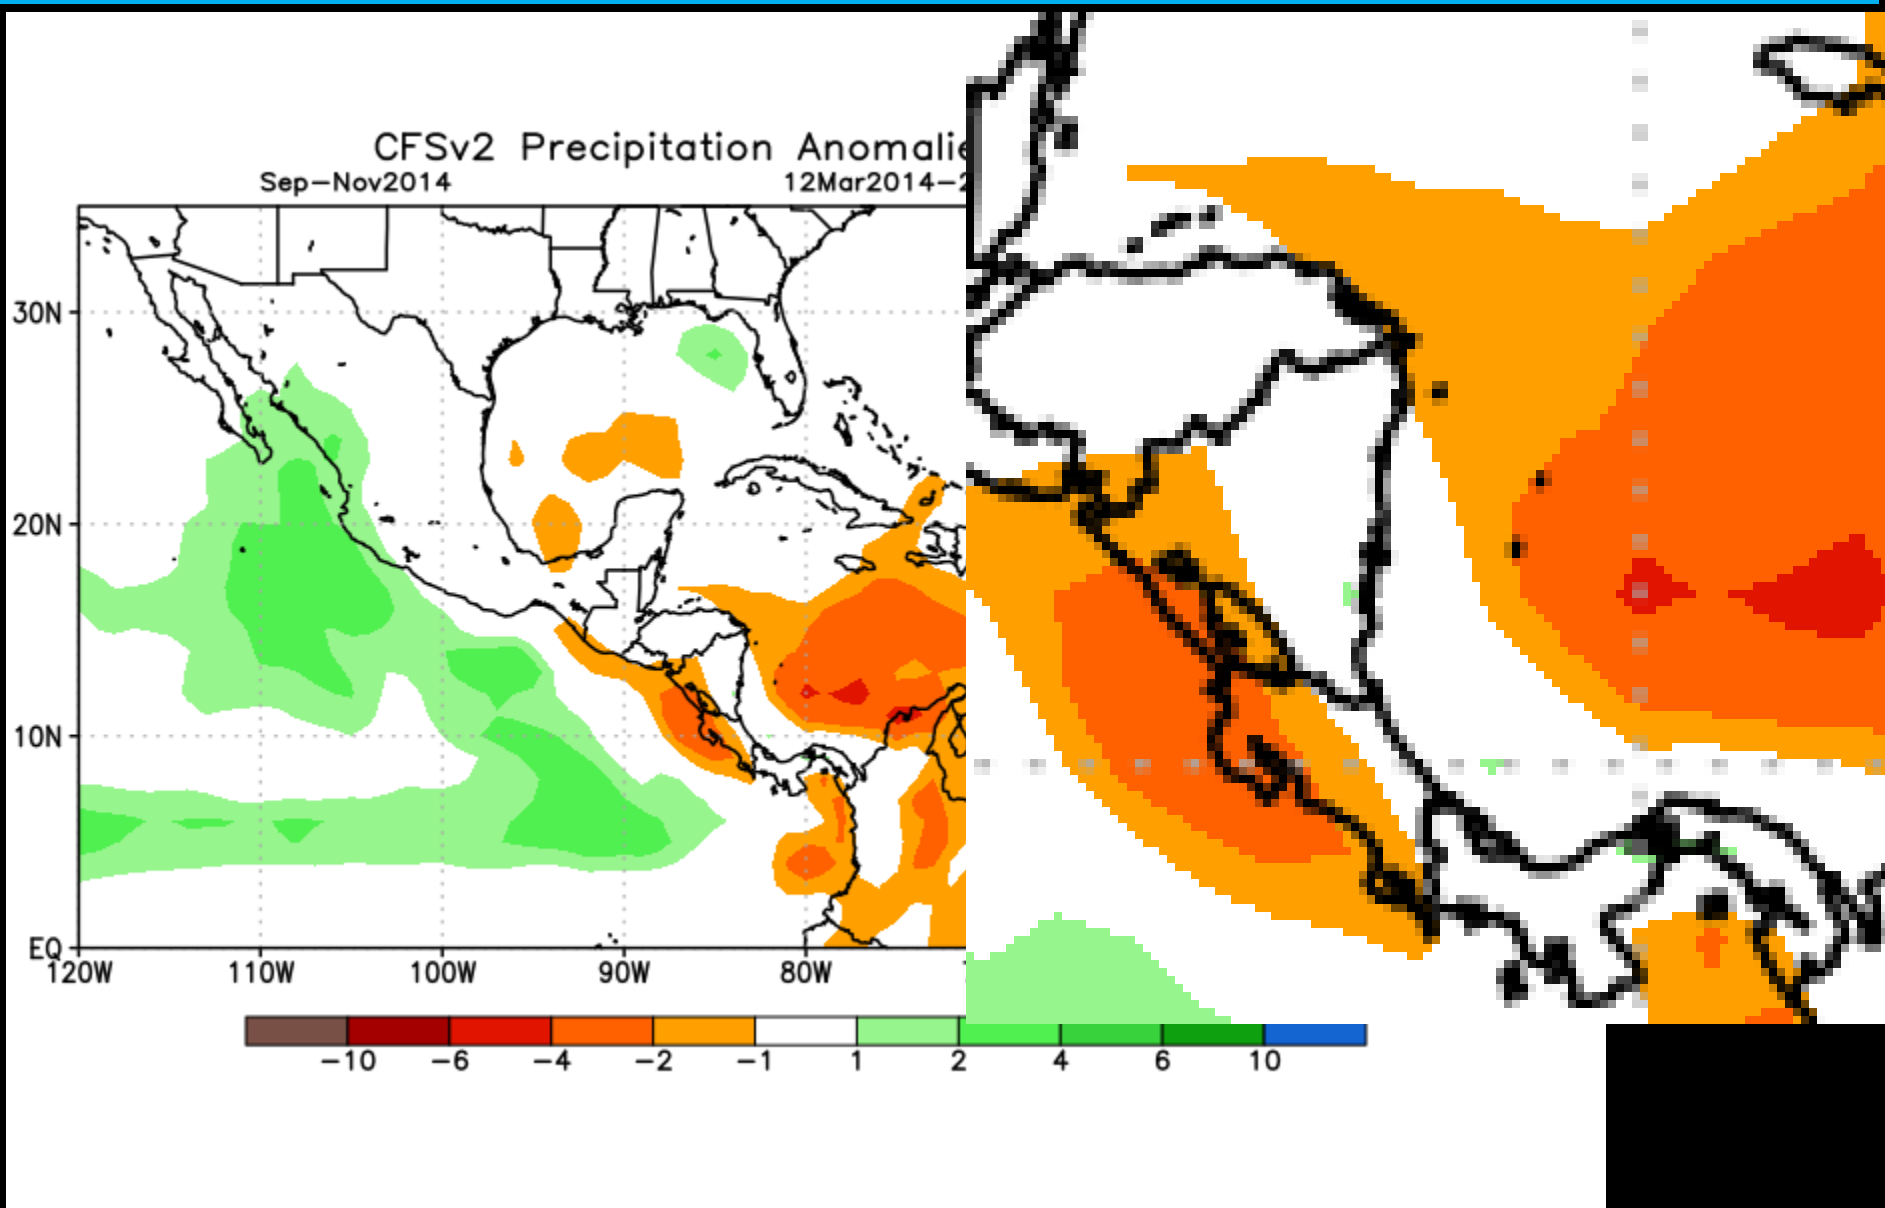 CFSv2 Precipitation Anomalie
Sep-Nov2014 12Mar2014-2
30N
20N
10N
EQ
120W 110W 100W 90W 80W
-10 -6 -4 -2 -1 1 2 4 6 10